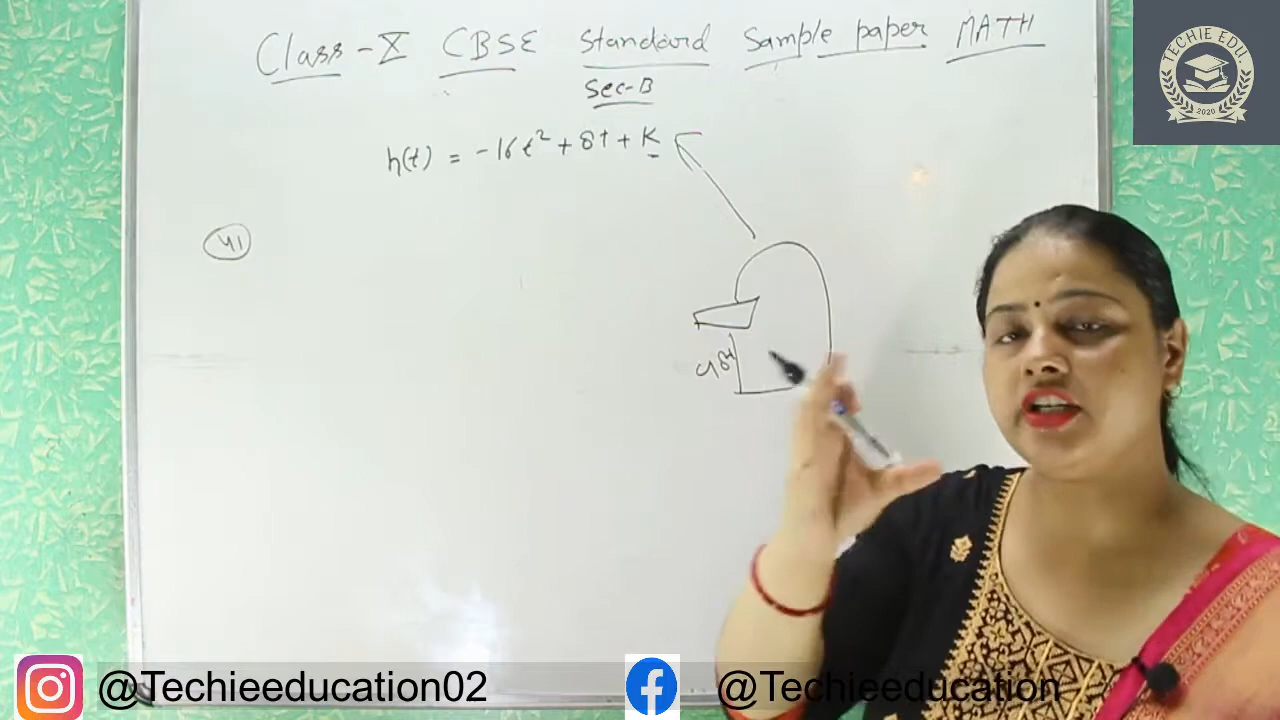 Class-X CBSE Standard Sample paper MATH
Sec-B
h(t) = -16t² + 8t + K
41
48ft
TECHIE EDU.
2020
@Techieeducation02
@Techieeducation